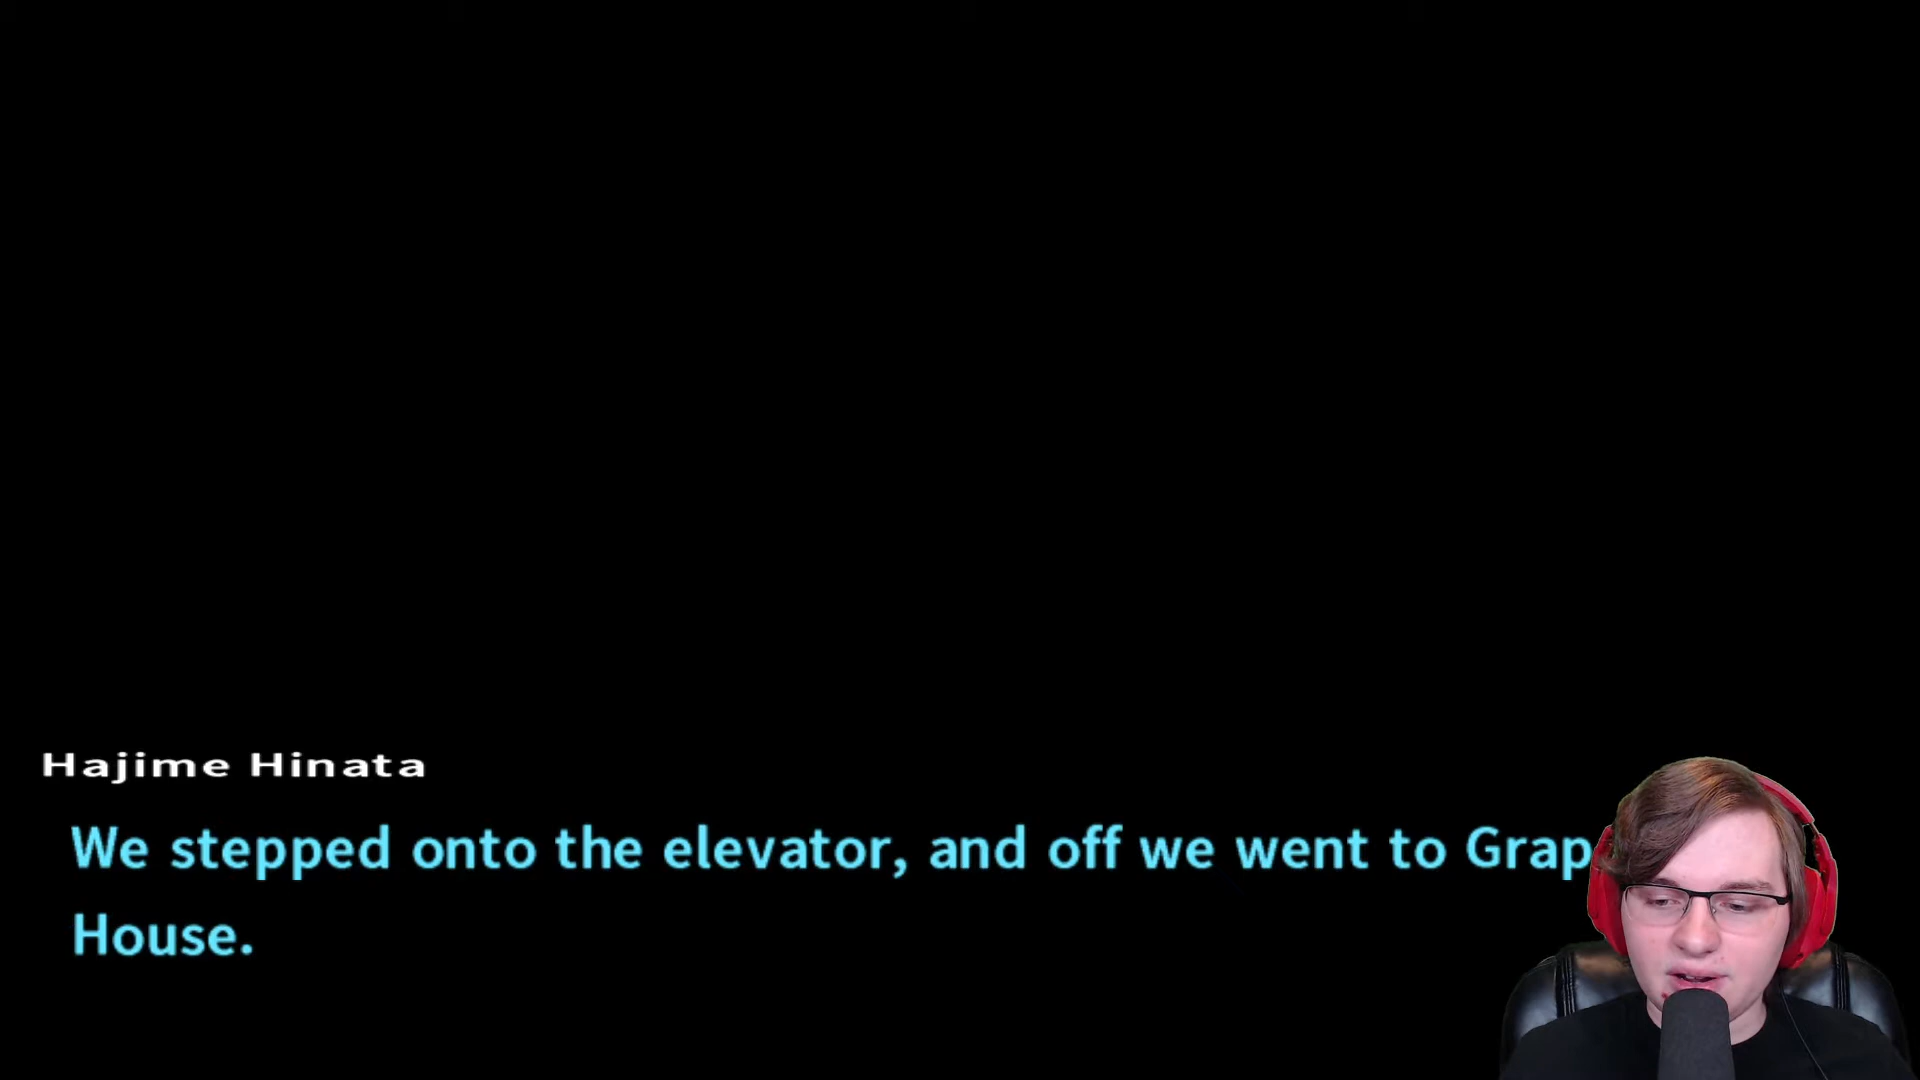 Hajime Hinata
We stepped onto the elevator, and off we went to Grap
House.